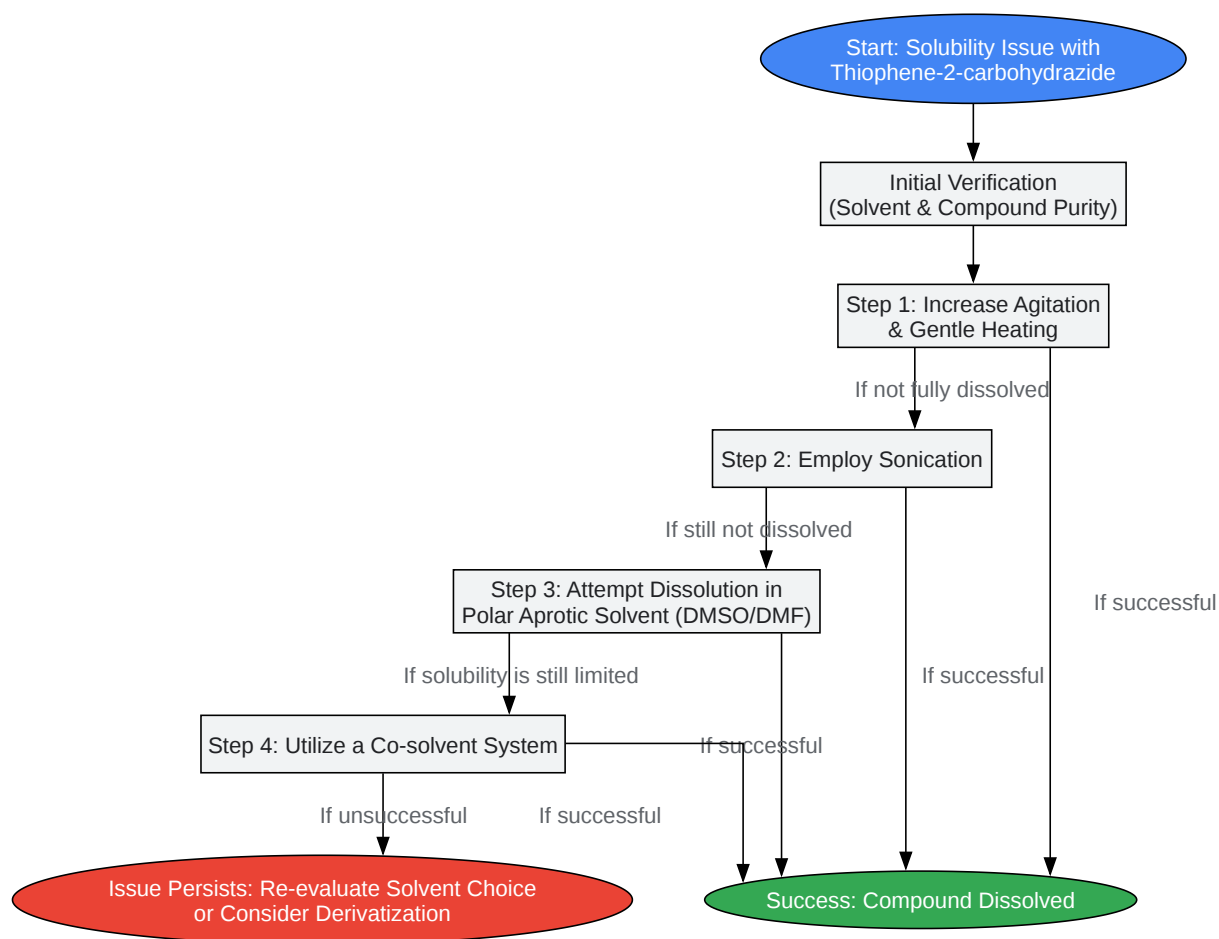 Start: Solubility Issue with
Thiophene-2-carbohydrazide
Initial Verification
(Solvent & Compound Purity)
Step 1: Increase Agitation
& Gentle Heating
If not fully dissolved
Step 2: Employ Sonication
If still not dissolved
Step 3: Attempt Dissolution in
Polar Aprotic Solvent (DMSO/DMF)
If successful
If solubility is still limited
If successful
Step 4: Utilize a Co-solvent System
If successful
If unsuccessful
If successful
Issue Persists: Re-evaluate Solvent Choice
or Consider Derivatization
Success: Compound Dissolved